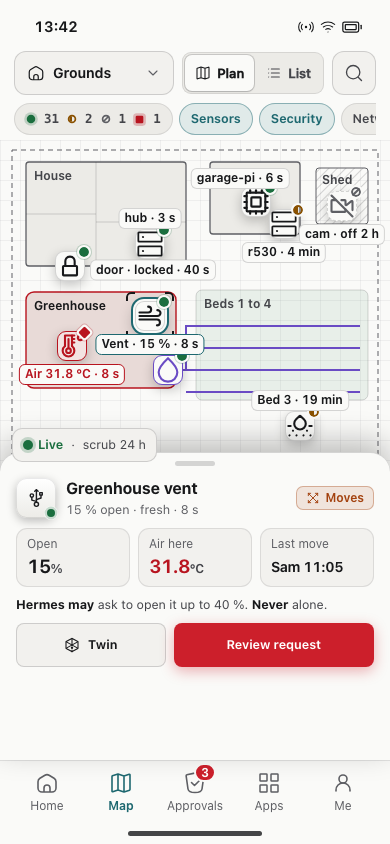 13:42
Grounds
Plan
List
31 2 1 1
Sensors
Security
Netw
House
garage-pi · 6 s
Shed
hub · 3 s
cam · off 2 h
r530 · 4 min
door · locked · 40 s
Greenhouse
Beds 1 to 4
Vent · 15 % · 8 s
Air 31.8 °C · 8 s
Bed 3 · 19 min
Live · scrub 24 h
Greenhouse vent
15 % open · fresh · 8 s
Moves
Open
15%
Air here
31.8°C
Last move
Sam 11:05
Hermes may ask to open it up to 40 %. Never alone.
Twin
Review request
3
Home
Map
Approvals
Apps
Me